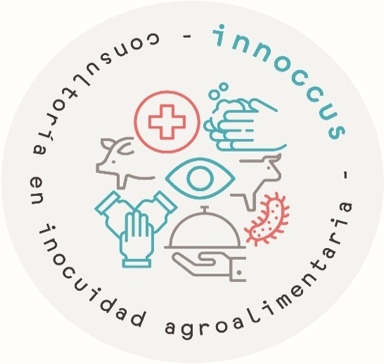 innoccus
- consultoría en inocuidad agroalimentaria -